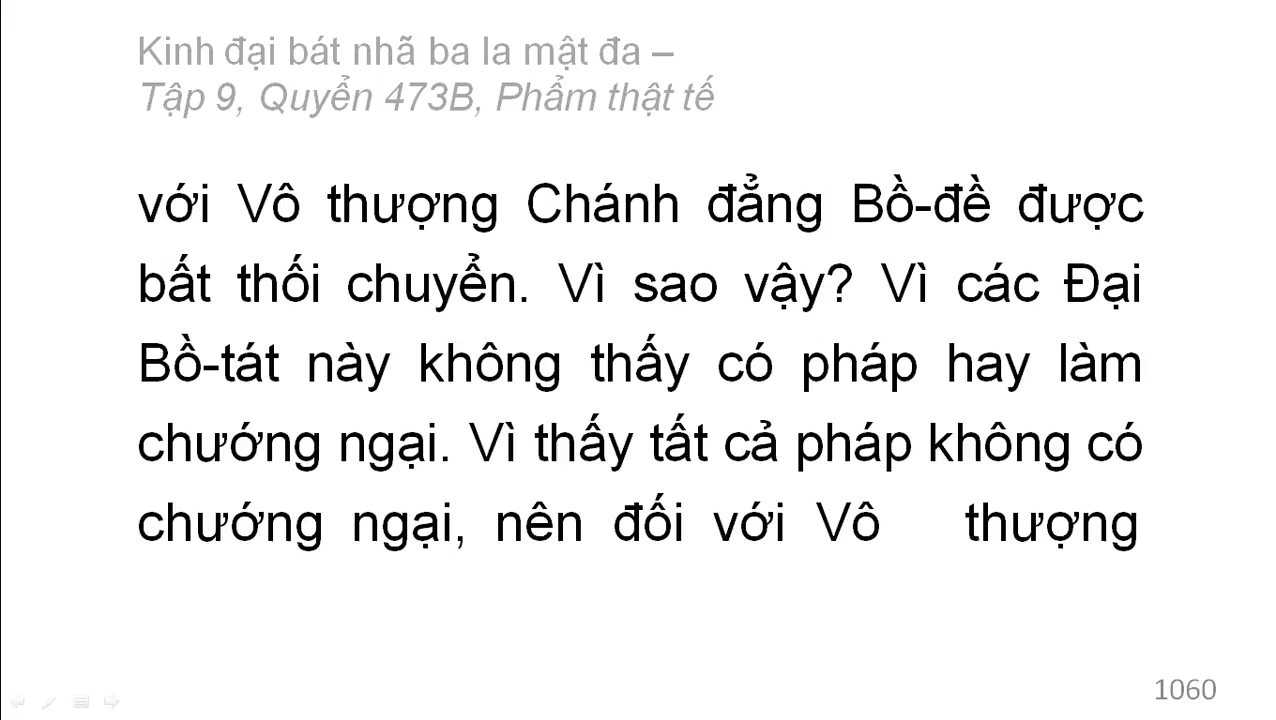 Kinh đại bát nhã ba la mật đa –
Tập 9, Quyển 473B, Phẩm thật tế
với Vô thượng Chánh đẳng Bồ-đề được
bất thối chuyển. Vì sao vậy? Vì các Đại
Bồ-tát này không thấy có pháp hay làm
chướng ngại. Vì thấy tất cả pháp không có
chướng ngại, nên đối với Vô thượng
1060